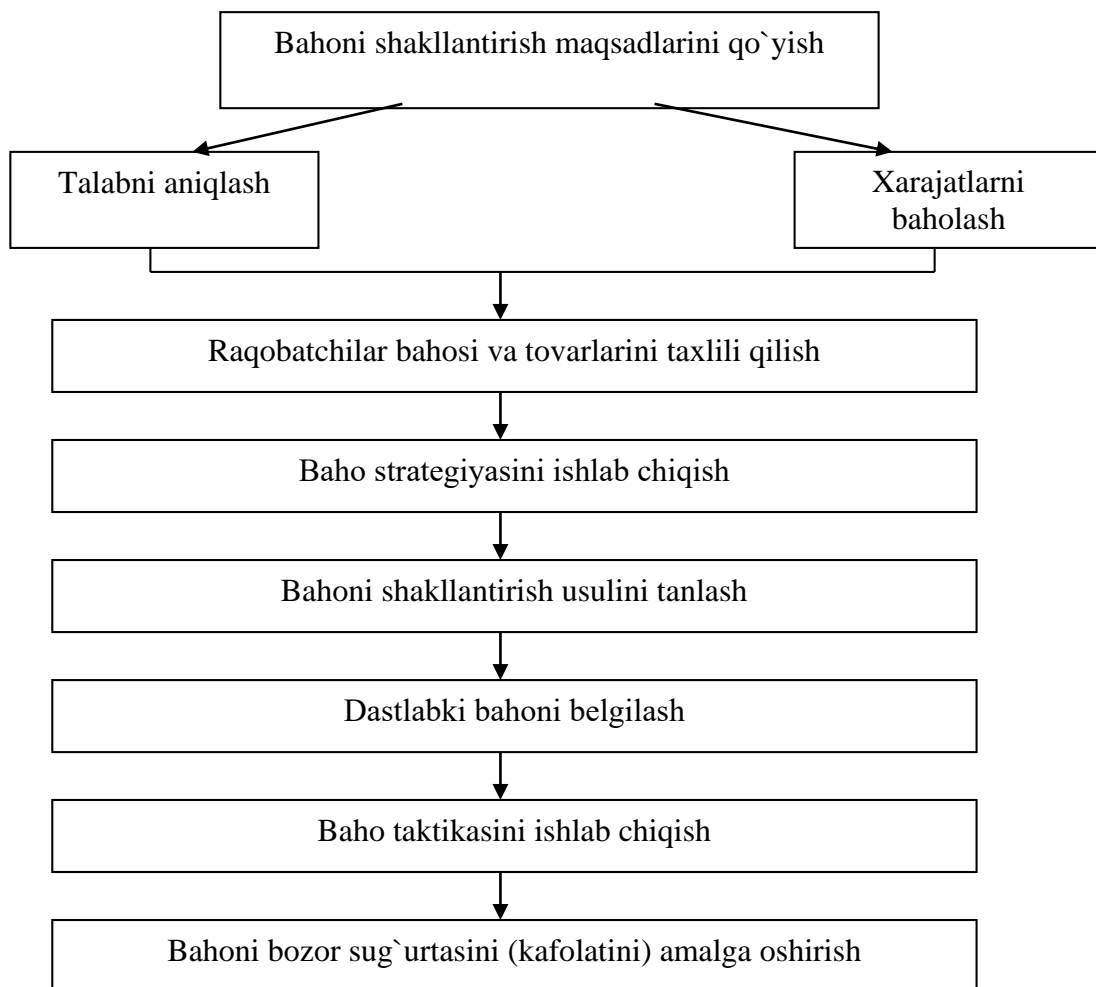 Bahoni shakllantirish maqsadlarini qo`yish
Talabni aniqlash
Xarajatlarni
baholash
Raqobatchilar bahosi va tovarlarini taxlili qilish
Baho strategiyasini ishlab chiqish
Bahoni shakllantirish usulini tanlash
Dastlabki bahoni belgilash
Baho taktikasini ishlab chiqish
Bahoni bozor sug`urtasini (kafolatini) amalga oshirish